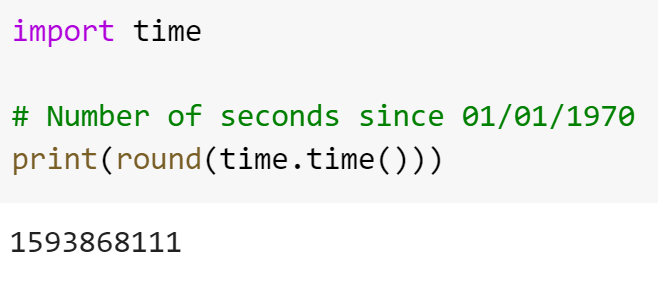 import time
# Number of seconds since 01/01/1970
print(round(time.time()))
1593868111